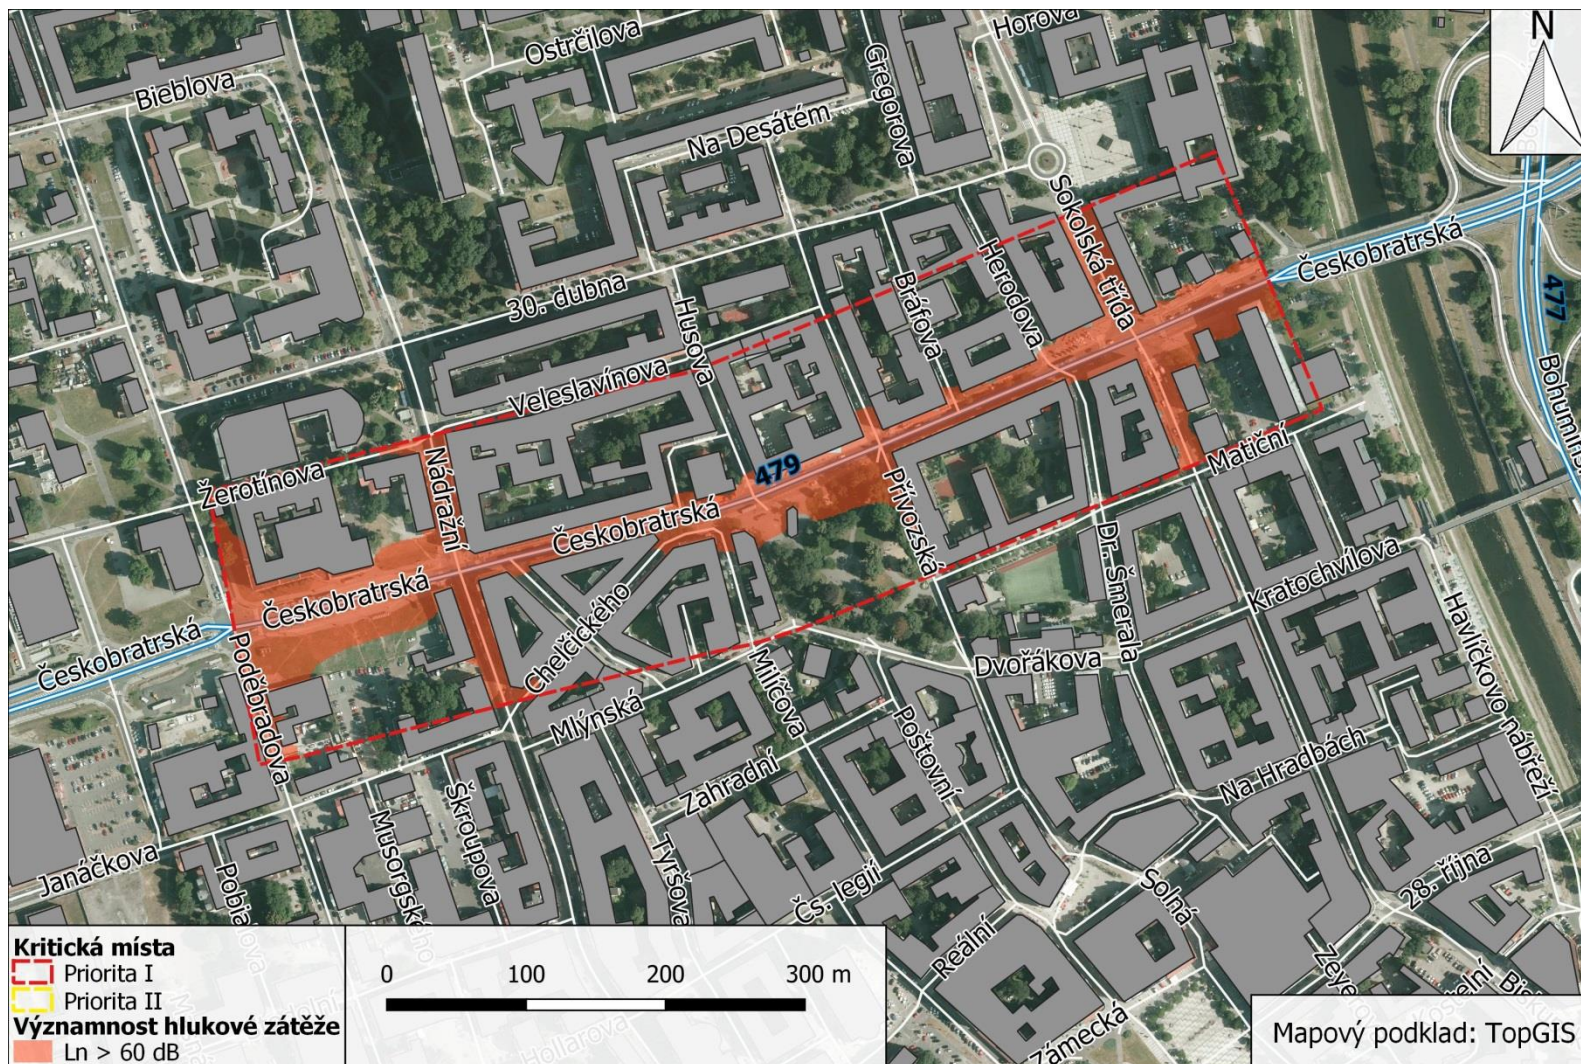 Ostrčilova
Horova
N
Bieblova
Gregorova
Na Desátém
Sokolská třída
Českobratrská
477
30. dubna
Husova
Bráfova
Herodova
Bohumínsk
Veleslavínova
Žerotínova
Nádražní
479
Matiční
Českobratrská
Přívozská
Českobratrská
Českobratrská
Poděbradova
Chelčického
Dr. Šmerala
Kratochvílova
Havlíčkovo nábřeží
Mlýnská
Milíčova
Dvořákova
Zahradní
Poštovní
Na Hradbách
Janáčkova
Musorgského
Škroupova
Tyršova
Čs. legií
Solná
28. října
Reální
Zámecká
Kritická místa
Priorita I
Priorita II
Významnost hlukové zátěže
Ln > 60 dB
0 100 200 300 m
Mapový podklad: TopGIS